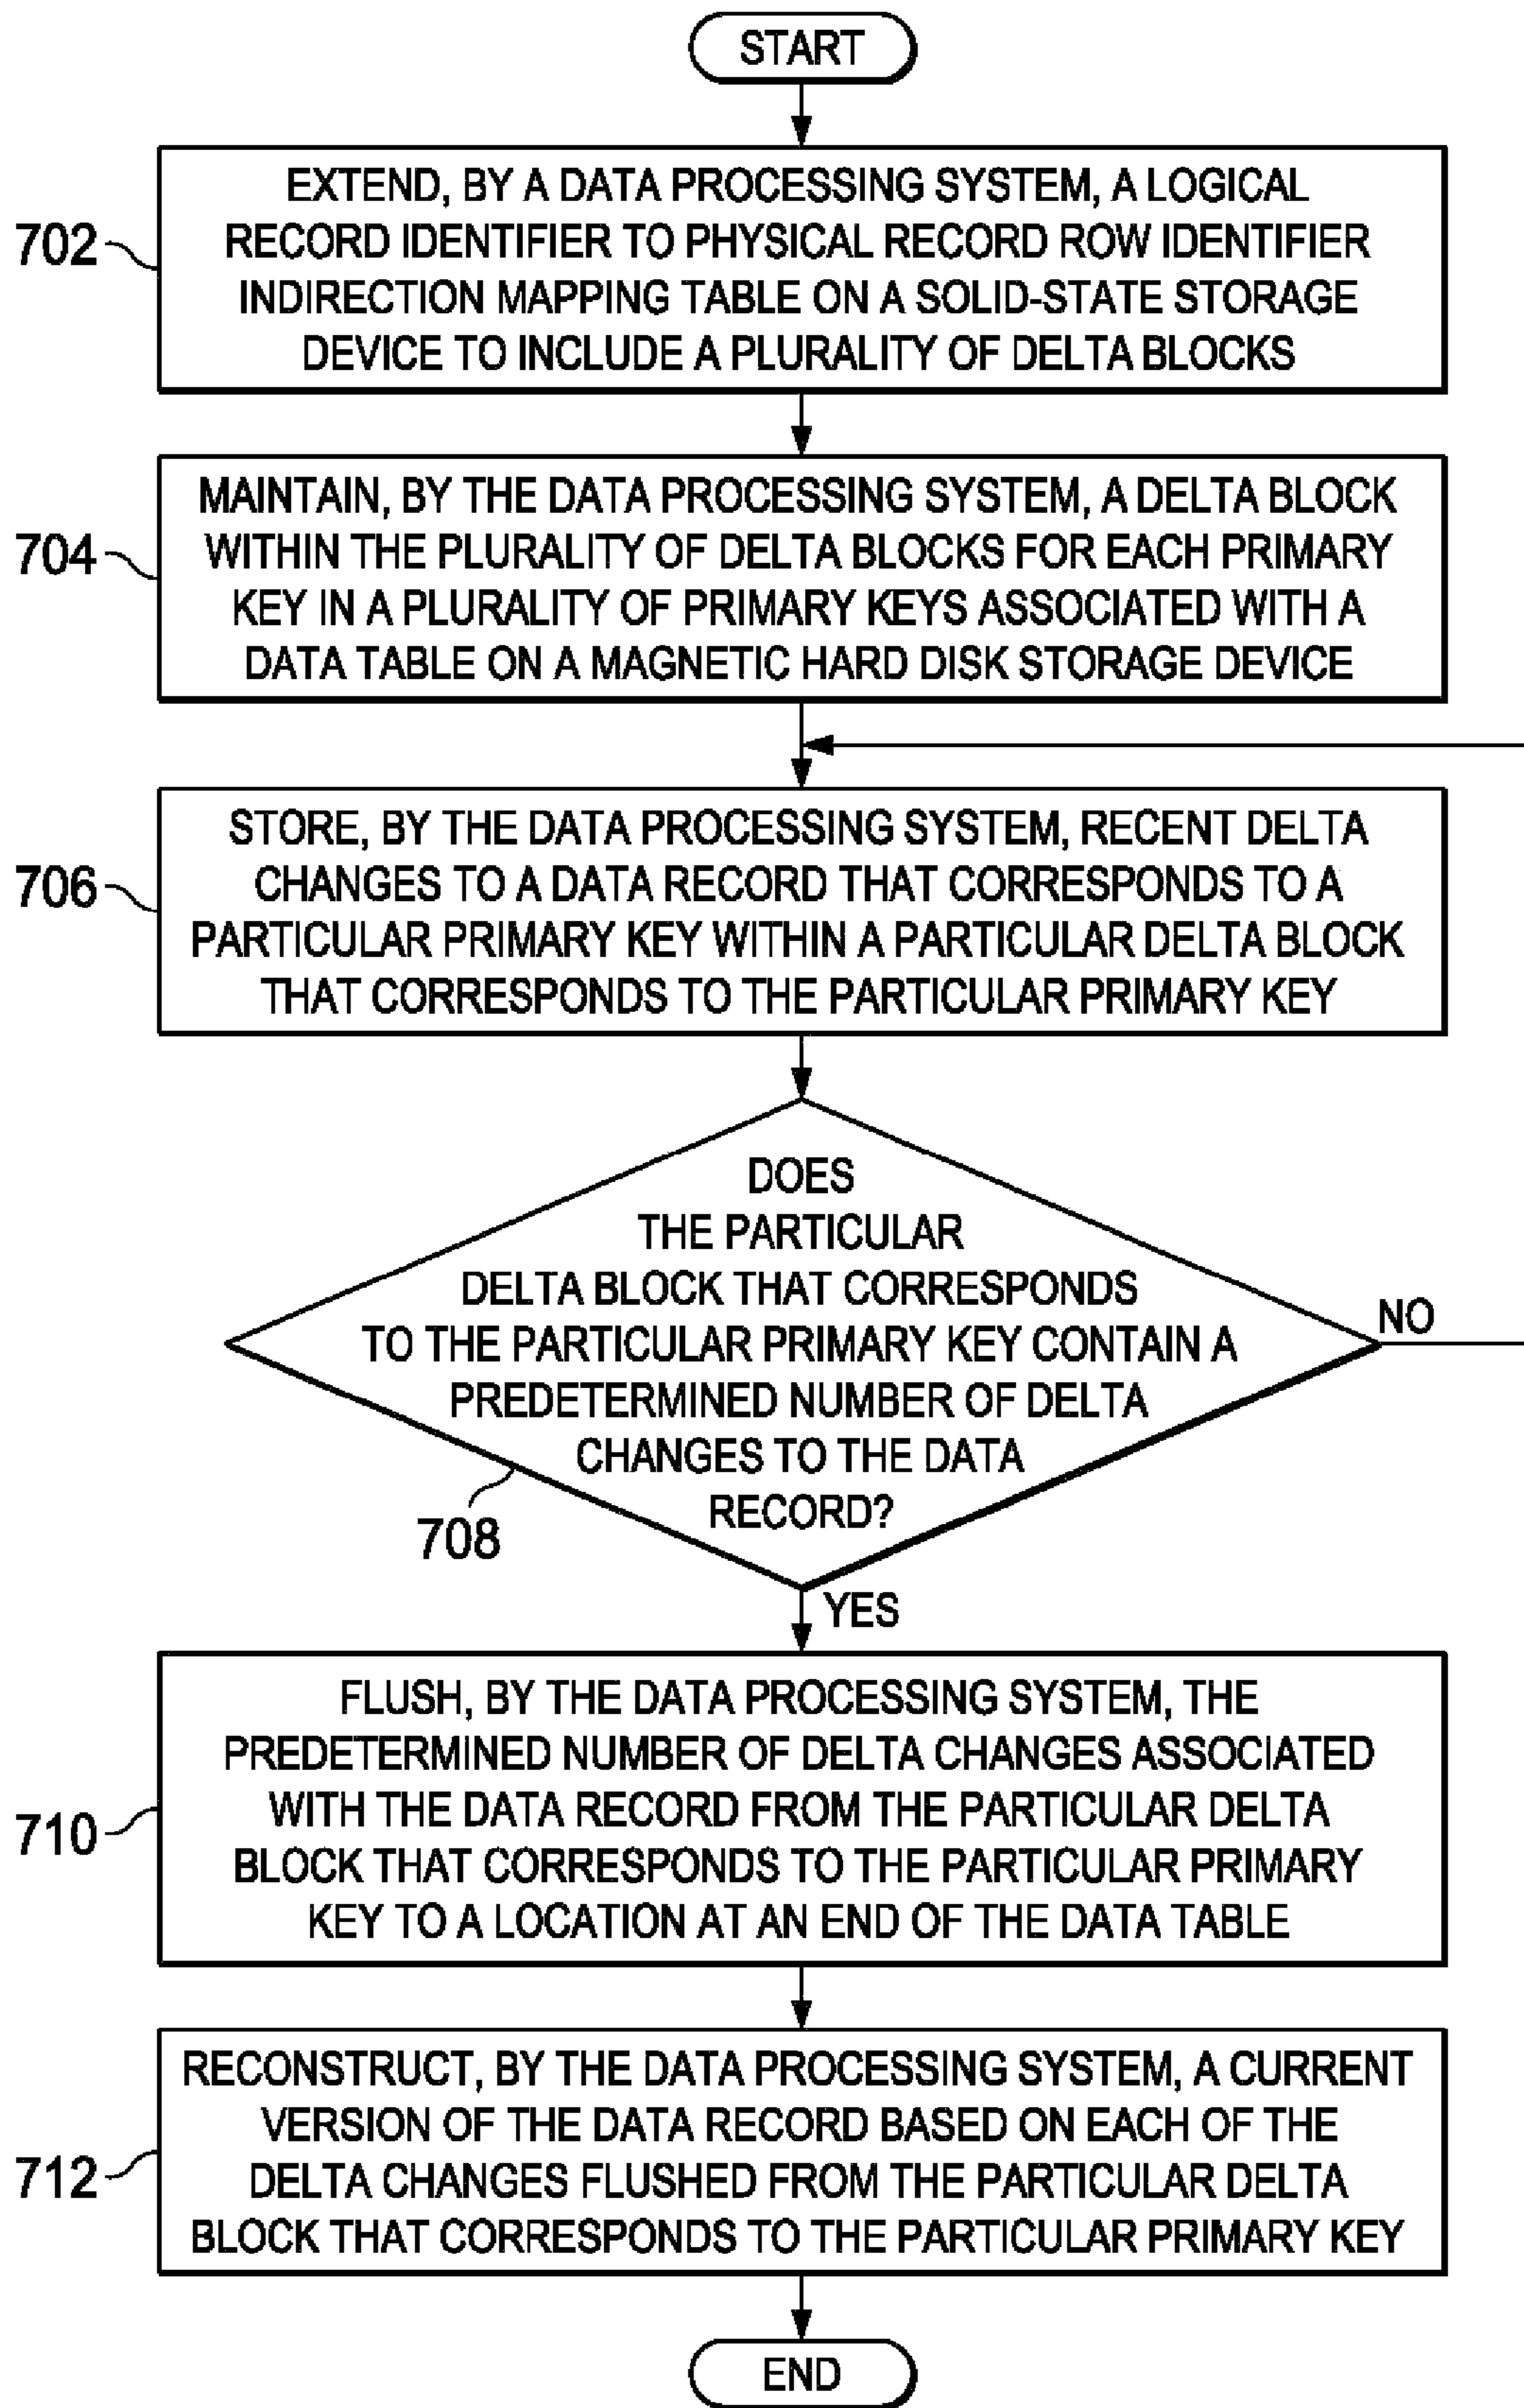 START
EXTEND, BY A DATA PROCESSING SYSTEM, A LOGICAL
RECORD IDENTIFIER TO PHYSICAL RECORD ROW IDENTIFIER
INDIRECTION MAPPING TABLE ON A SOLID-STATE STORAGE
DEVICE TO INCLUDE A PLURALITY OF DELTA BLOCKS
702
MAINTAIN, BY THE DATA PROCESSING SYSTEM, A DELTA BLOCK
WITHIN THE PLURALITY OF DELTA BLOCKS FOR EACH PRIMARY
KEY IN A PLURALITY OF PRIMARY KEYS ASSOCIATED WITH A
DATA TABLE ON A MAGNETIC HARD DISK STORAGE DEVICE
704
STORE, BY THE DATA PROCESSING SYSTEM, RECENT DELTA
CHANGES TO A DATA RECORD THAT CORRESPONDS TO A
PARTICULAR PRIMARY KEY WITHIN A PARTICULAR DELTA BLOCK
THAT CORRESPONDS TO THE PARTICULAR PRIMARY KEY
706
DOES
THE PARTICULAR
DELTA BLOCK THAT CORRESPONDS
TO THE PARTICULAR PRIMARY KEY CONTAIN A
PREDETERMINED NUMBER OF DELTA
CHANGES TO THE DATA
RECORD?
NO
708
YES
FLUSH, BY THE DATA PROCESSING SYSTEM, THE
PREDETERMINED NUMBER OF DELTA CHANGES ASSOCIATED
WITH THE DATA RECORD FROM THE PARTICULAR DELTA
BLOCK THAT CORRESPONDS TO THE PARTICULAR PRIMARY
KEY TO A LOCATION AT AN END OF THE DATA TABLE
710
RECONSTRUCT, BY THE DATA PROCESSING SYSTEM, A CURRENT
VERSION OF THE DATA RECORD BASED ON EACH OF THE
DELTA CHANGES FLUSHED FROM THE PARTICULAR DELTA
BLOCK THAT CORRESPONDS TO THE PARTICULAR PRIMARY KEY
712
END